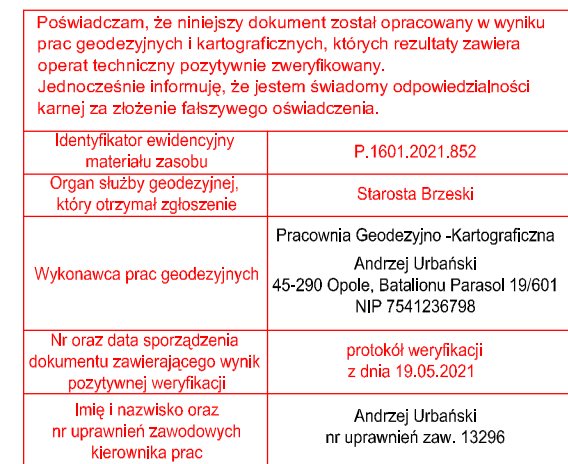 Poświadczam, że niniejszy dokument został opracowany w wyniku
prac geodezyjnych i kartograficznych, których rezultaty zawiera
operat techniczny pozytywnie zweryfikowany.
Jednocześnie informuję, że jestem świadomy odpowiedzialności
karnej za złożenie fałszywego oświadczenia.
Identyfikator ewidencyjny
materiału zasobu
P.1601.2021.852
Organ służby geodezyjnej,
który otrzymał zgłoszenie
Starosta Brzeski
Wykonawca prac geodezyjnych
Pracownia Geodezyjno -Kartograficzna
Andrzej Urbański
45-290 Opole, Batalionu Parasol 19/601
NIP 7541236798
Nr oraz data sporządzenia
dokumentu zawierającego wynik
pozytywnej weryfikacji
protokół weryfikacji
z dnia 19.05.2021
Imię i nazwisko oraz
nr uprawnień zawodowych
kierownika prac
Andrzej Urbański
nr uprawnień zaw. 13296